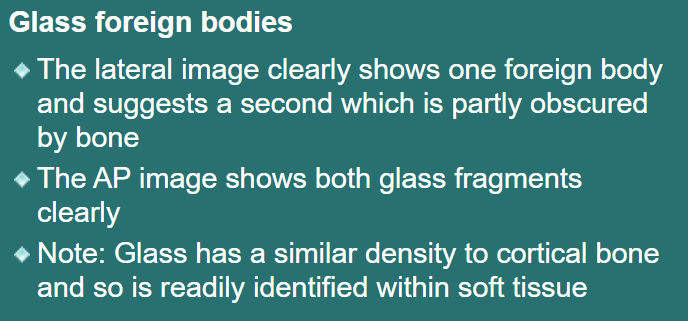 Glass foreign bodies
The lateral image clearly shows one foreign body
and suggests a second which is partly obscured
by bone
The AP image shows both glass fragments
clearly
Note: Glass has a similar density to cortical bone
and so is readily identified within soft tissue